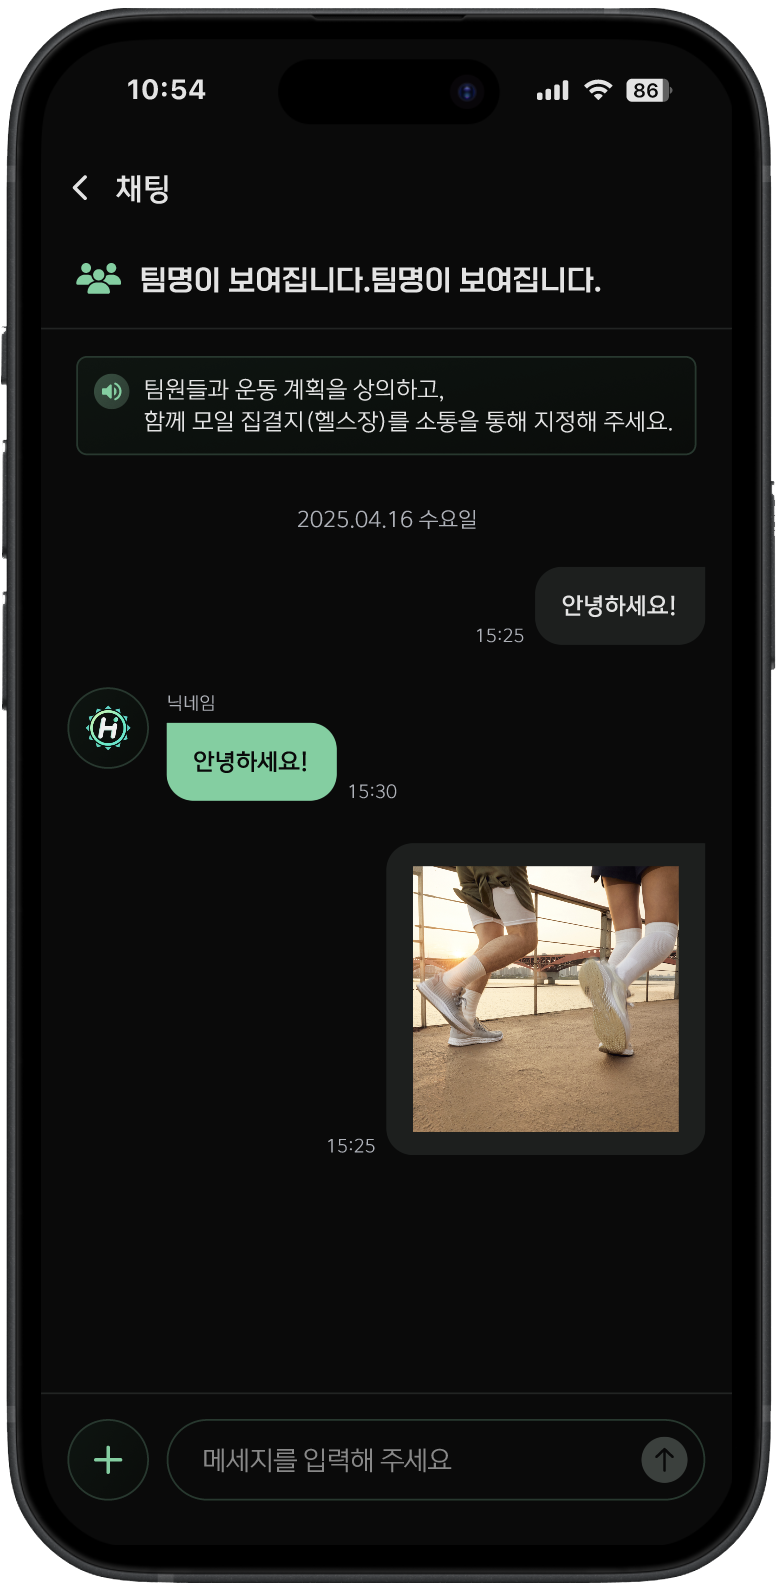 10:54
86
채팅
팀명이 보여집니다.팀명이 보여집니다.
팀원들과 운동 계획을 상의하고,
함께 모일 집결지(헬스장)를 소통을 통해 지정해 주세요.
2025.04.16 수요일
안녕하세요!
15:25
닉네임
H
안녕하세요!
15:30
15:25
메세지를 입력해 주세요